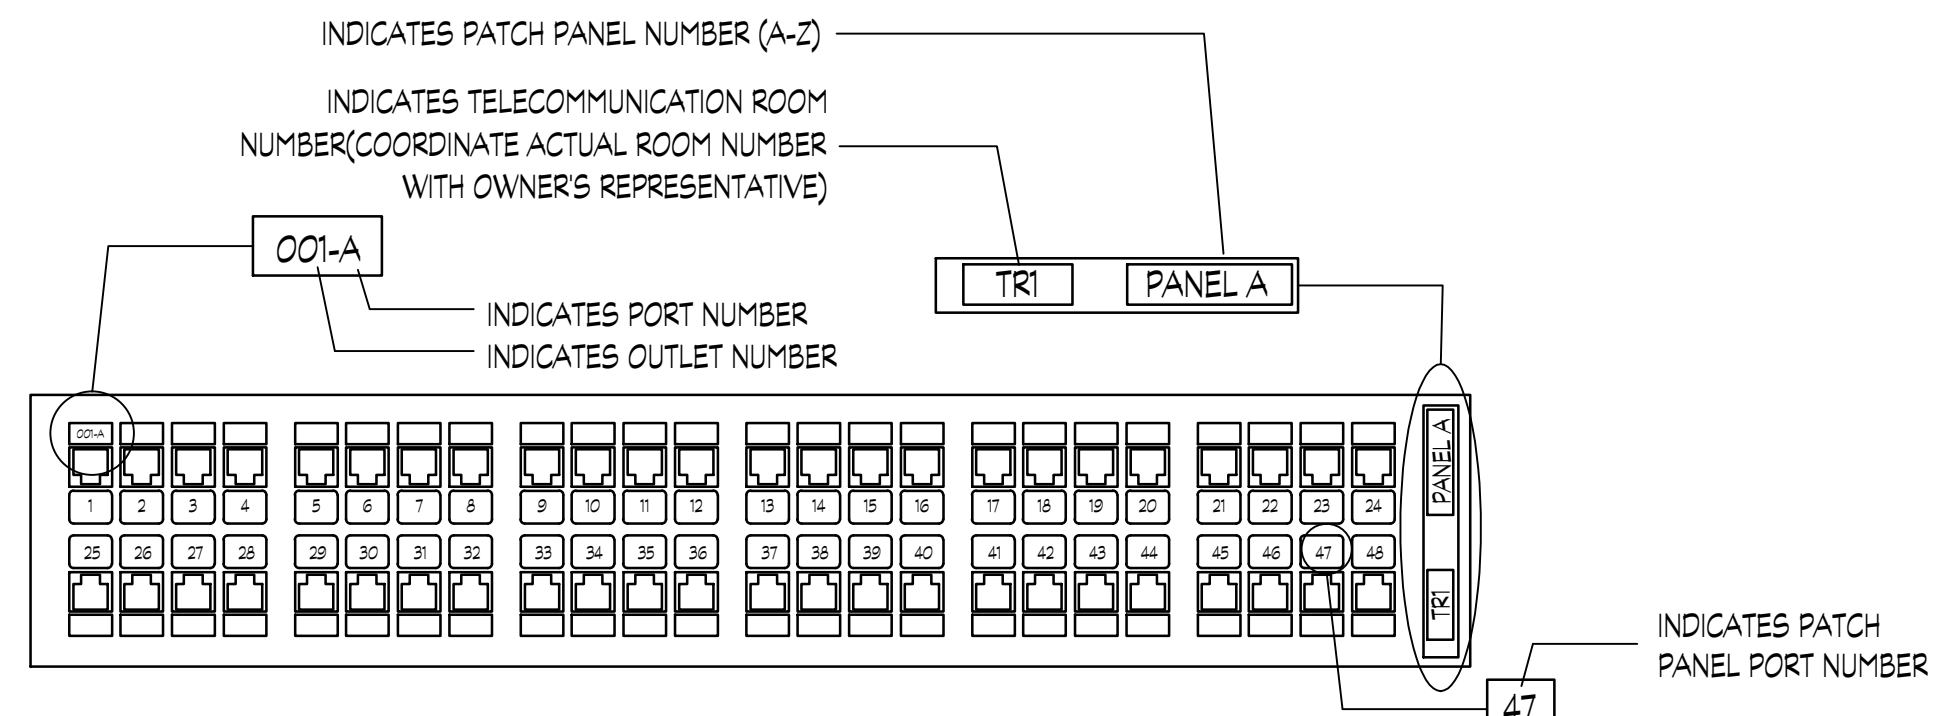 INDICATES PATCH PANEL NUMBER (A-Z)
INDICATES TELECOMMUNICATION ROOM
NUMBER(COORDINATE ACTUAL ROOM NUMBER
WITH OWNER'S REPRESENTATIVE)
001-A
TR1 PANEL A
INDICATES PORT NUMBER
INDICATES OUTLET NUMBER
001-A
1 2 3 4 5 6 7 8 9 10 11 12 13 14 15 16 17 18 19 20 21 22 23 24
25 26 27 28 29 30 31 32 33 34 35 36 37 38 39 40 41 42 43 44 45 46 47 48
PANEL A
TR1
INDICATES PATCH
PANEL PORT NUMBER
47